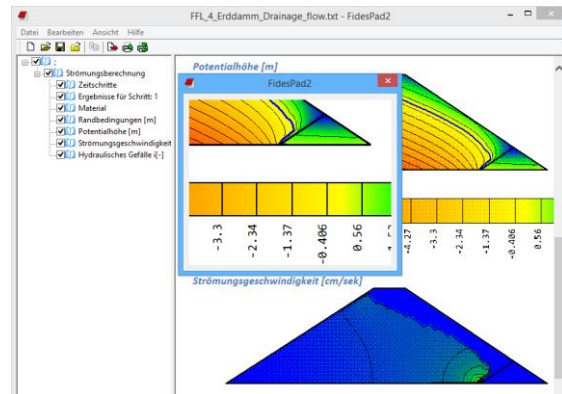 FFL_4_Erddamm_Drainage_flow.txt - FidesPad2
Datei Bearbeiten Ansicht Hilfe
Strömungsberechnung
Zeitschritte
Ergebnisse für Schritt: 1
Material
Randbedingungen [m]
Potentialhöhe [m]
Strömungsgeschwindigkeit
Hydraulisches Gefälle i[-]
Potentialhöhe [m]
FidesPad2
-3.3
-2.34
-1.37
-0.406
0.56
-4.27
-3.3
-2.34
-1.37
-0.406
0.56
Strömungsgeschwindigkeit [cm/sek]